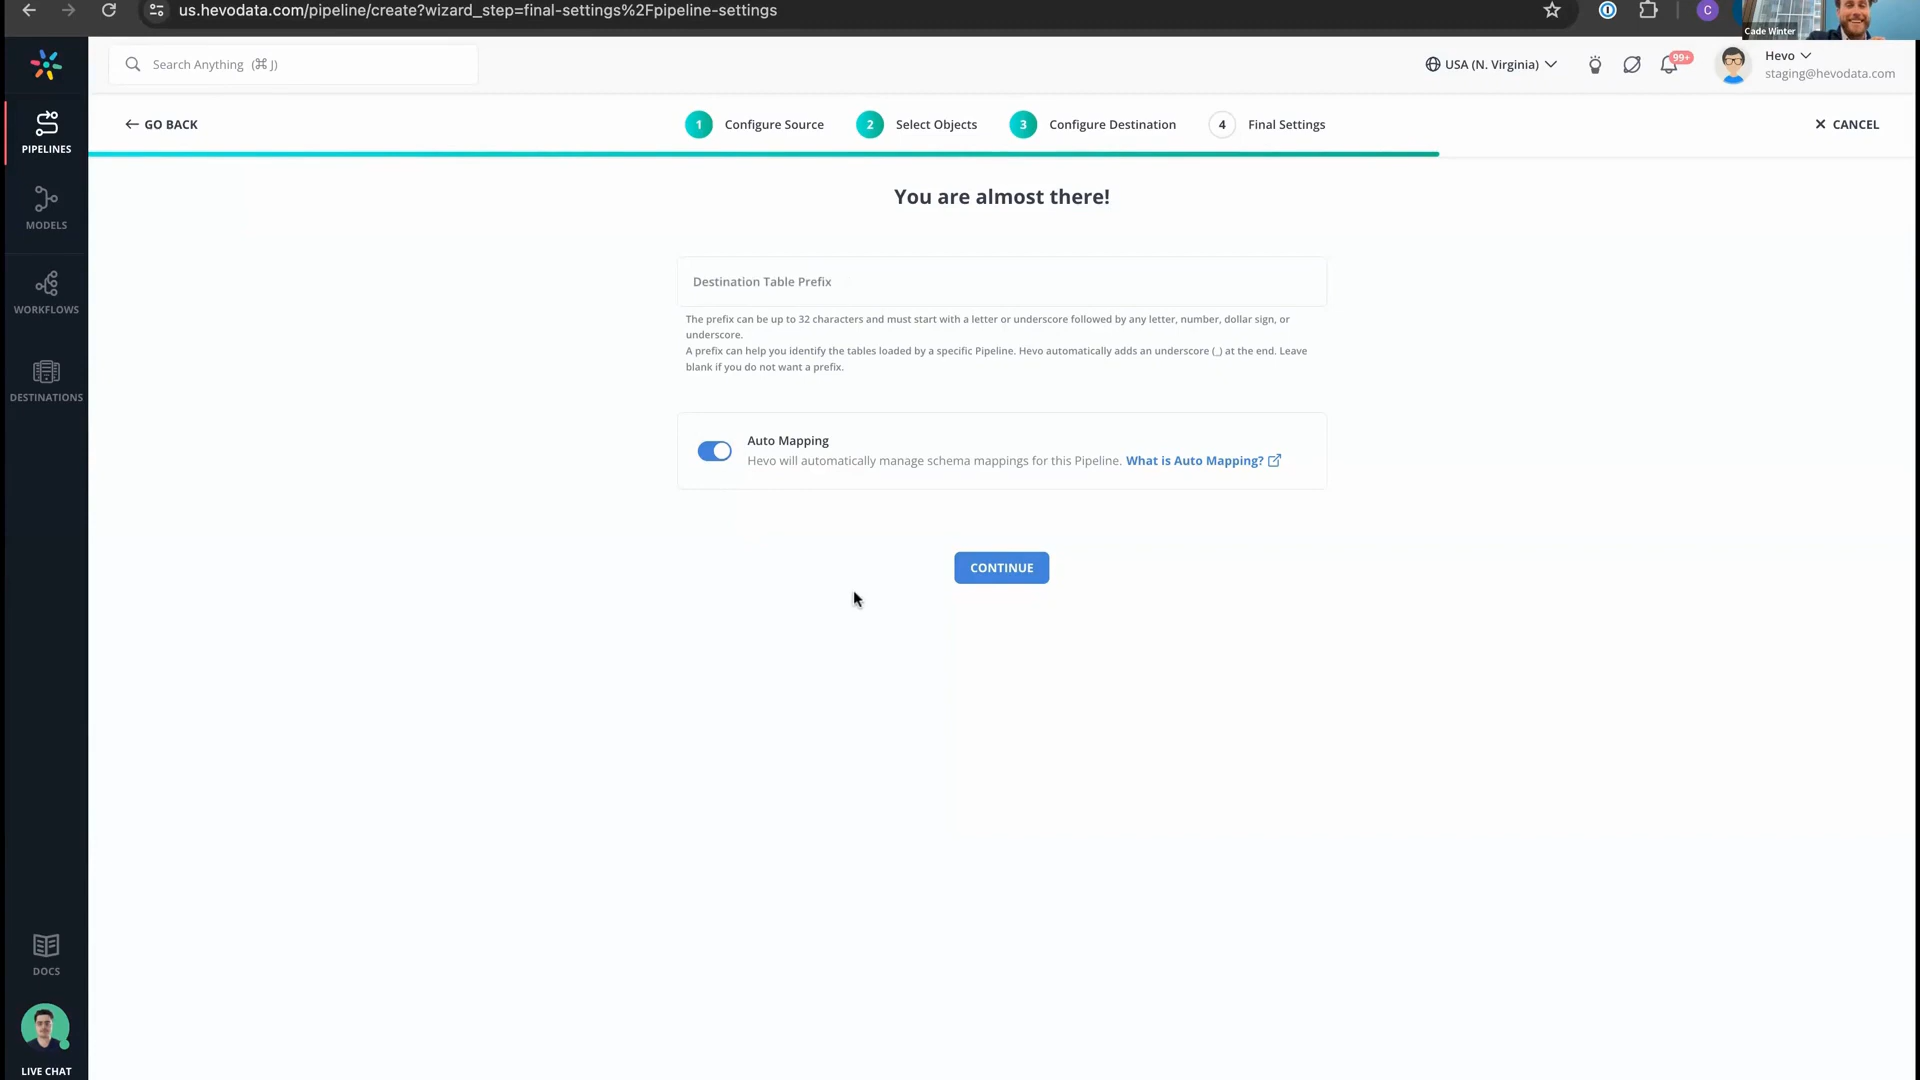 us.hevodata.com/pipeline/create?wizard_step=final-settings%2Fpipeline-settings
C
Cade Winter
Search Anything (⌘ J)
USA (N. Virginia)
99+
Hevo
staging@hevodata.com
GO BACK
1 Configure Source 2 Select Objects 3 Configure Destination 4 Final Settings
CANCEL
PIPELINES
MODELS
WORKFLOWS
DESTINATIONS
You are almost there!
Destination Table Prefix
The prefix can be up to 32 characters and must start with a letter or underscore followed by any letter, number, dollar sign, or
underscore.
A prefix can help you identify the tables loaded by a specific Pipeline. Hevo automatically adds an underscore (_) at the end. Leave
blank if you do not want a prefix.
Auto Mapping
Hevo will automatically manage schema mappings for this Pipeline. What is Auto Mapping?
CONTINUE
DOCS
LIVE CHAT